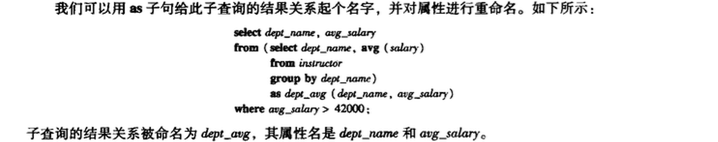 我们可以用 as 子句给此子查询的结果关系起个名字，并对属性进行重命名。如下所示：
select dept_name, avg_salary
from (select dept_name, avg (salary)
from instructor
group by dept_name)
as dept_avg (dept_name, avg_salary)
where avg_salary > 42000;
子查询的结果关系被命名为 dept_avg，其属性名是 dept_name 和 avg_salary。